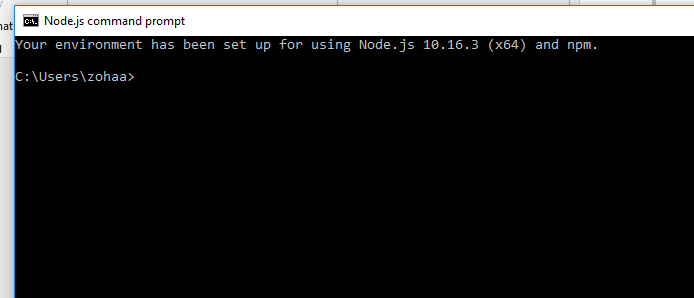 Node.js command prompt
Your environment has been set up for using Node.js 10.16.3 (x64) and npm.
C:\Users\zohaa>